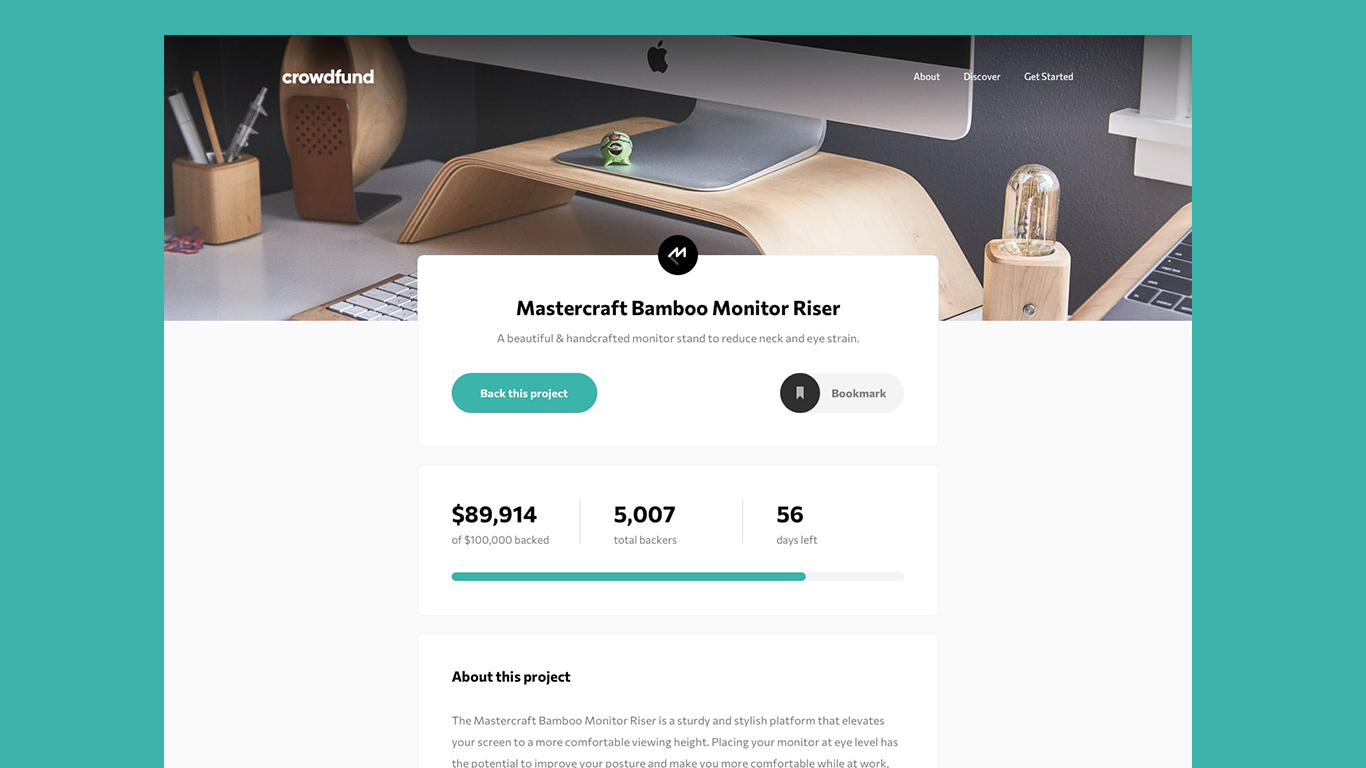 crowdfund
About Discover Get Started
Mastercraft Bamboo Monitor Riser
A beautiful & handcrafted monitor stand to reduce neck and eye strain.
Back this project
Bookmark
$89,914
of $100,000 backed
5,007
total backers
56
days left
About this project
The Mastercraft Bamboo Monitor Riser is a sturdy and stylish platform that elevates
your screen to a more comfortable viewing height. Placing your monitor at eye level has
the potential to improve your posture and make you more comfortable while at work,